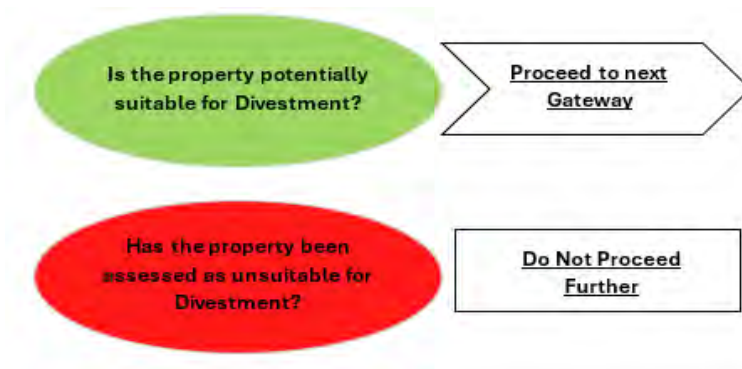 Is the property potentially
suitable for Divestment?
Proceed to next
Gateway
Has the property been
assessed as unsuitable for
Divestment?
Do Not Proceed
Further